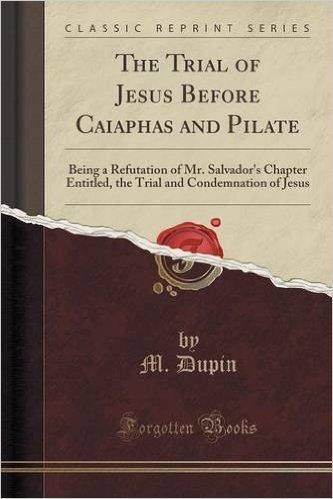 CLASSIC REPRINT SERIES
THE TRIAL OF
JESUS BEFORE
CAIAPHAS AND PILATE
Being a Refutation of Mr. Salvador's Chapter
Entitled, the Trial and Condemnation of Jesus
by
M. Dupin
Forgotten Books